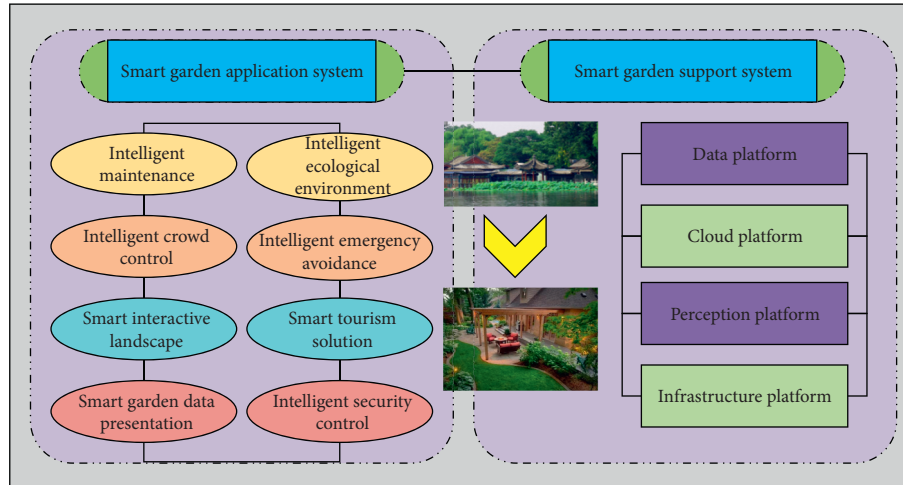 Smart garden application system
Smart garden support system
Intelligent
maintenance
Intelligent
ecological
environment
Intelligent crowd
control
Intelligent emergency
avoidance
Smart interactive
landscape
Smart tourism
solution
Smart garden data
presentation
Intelligent security
control
Data platform
Cloud platform
Perception platform
Infrastructure platform